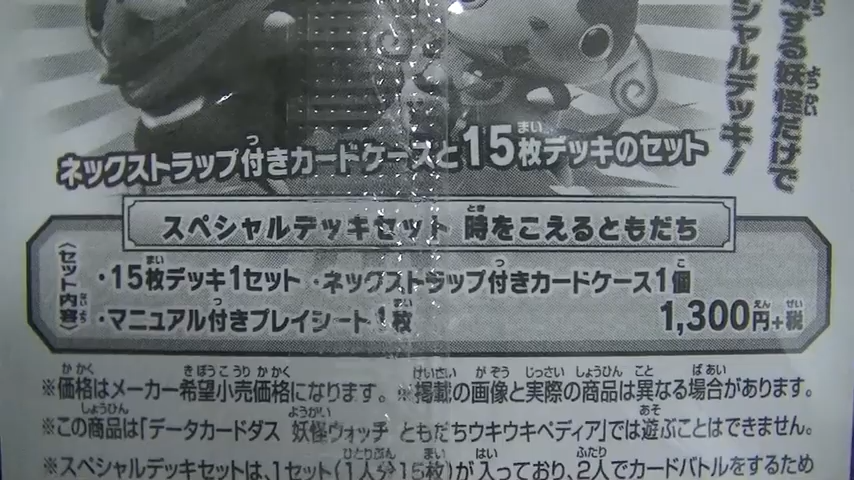 場する妖怪だけで
シャルデッキ!
ネックストラップ付きカードケースと15枚デッキのセット
スペシャルデッキセット 時をこえるともだち
〈セット内容〉
・15枚デッキ1セット ・ネックストラップ付きカードケース1個
・マニュアル付きプレイシート1枚
1,300円+税
※価格はメーカー希望小売価格になります。 ※掲載の画像と実際の商品は異なる場合があります。
※この商品は「データカードダス 妖怪ウォッチ ともだちウキウキペディア」では遊ぶことはできません。
※スペシャルデッキセットは、1セット(1人分15枚)が入っており、2人でカードバトルをするため